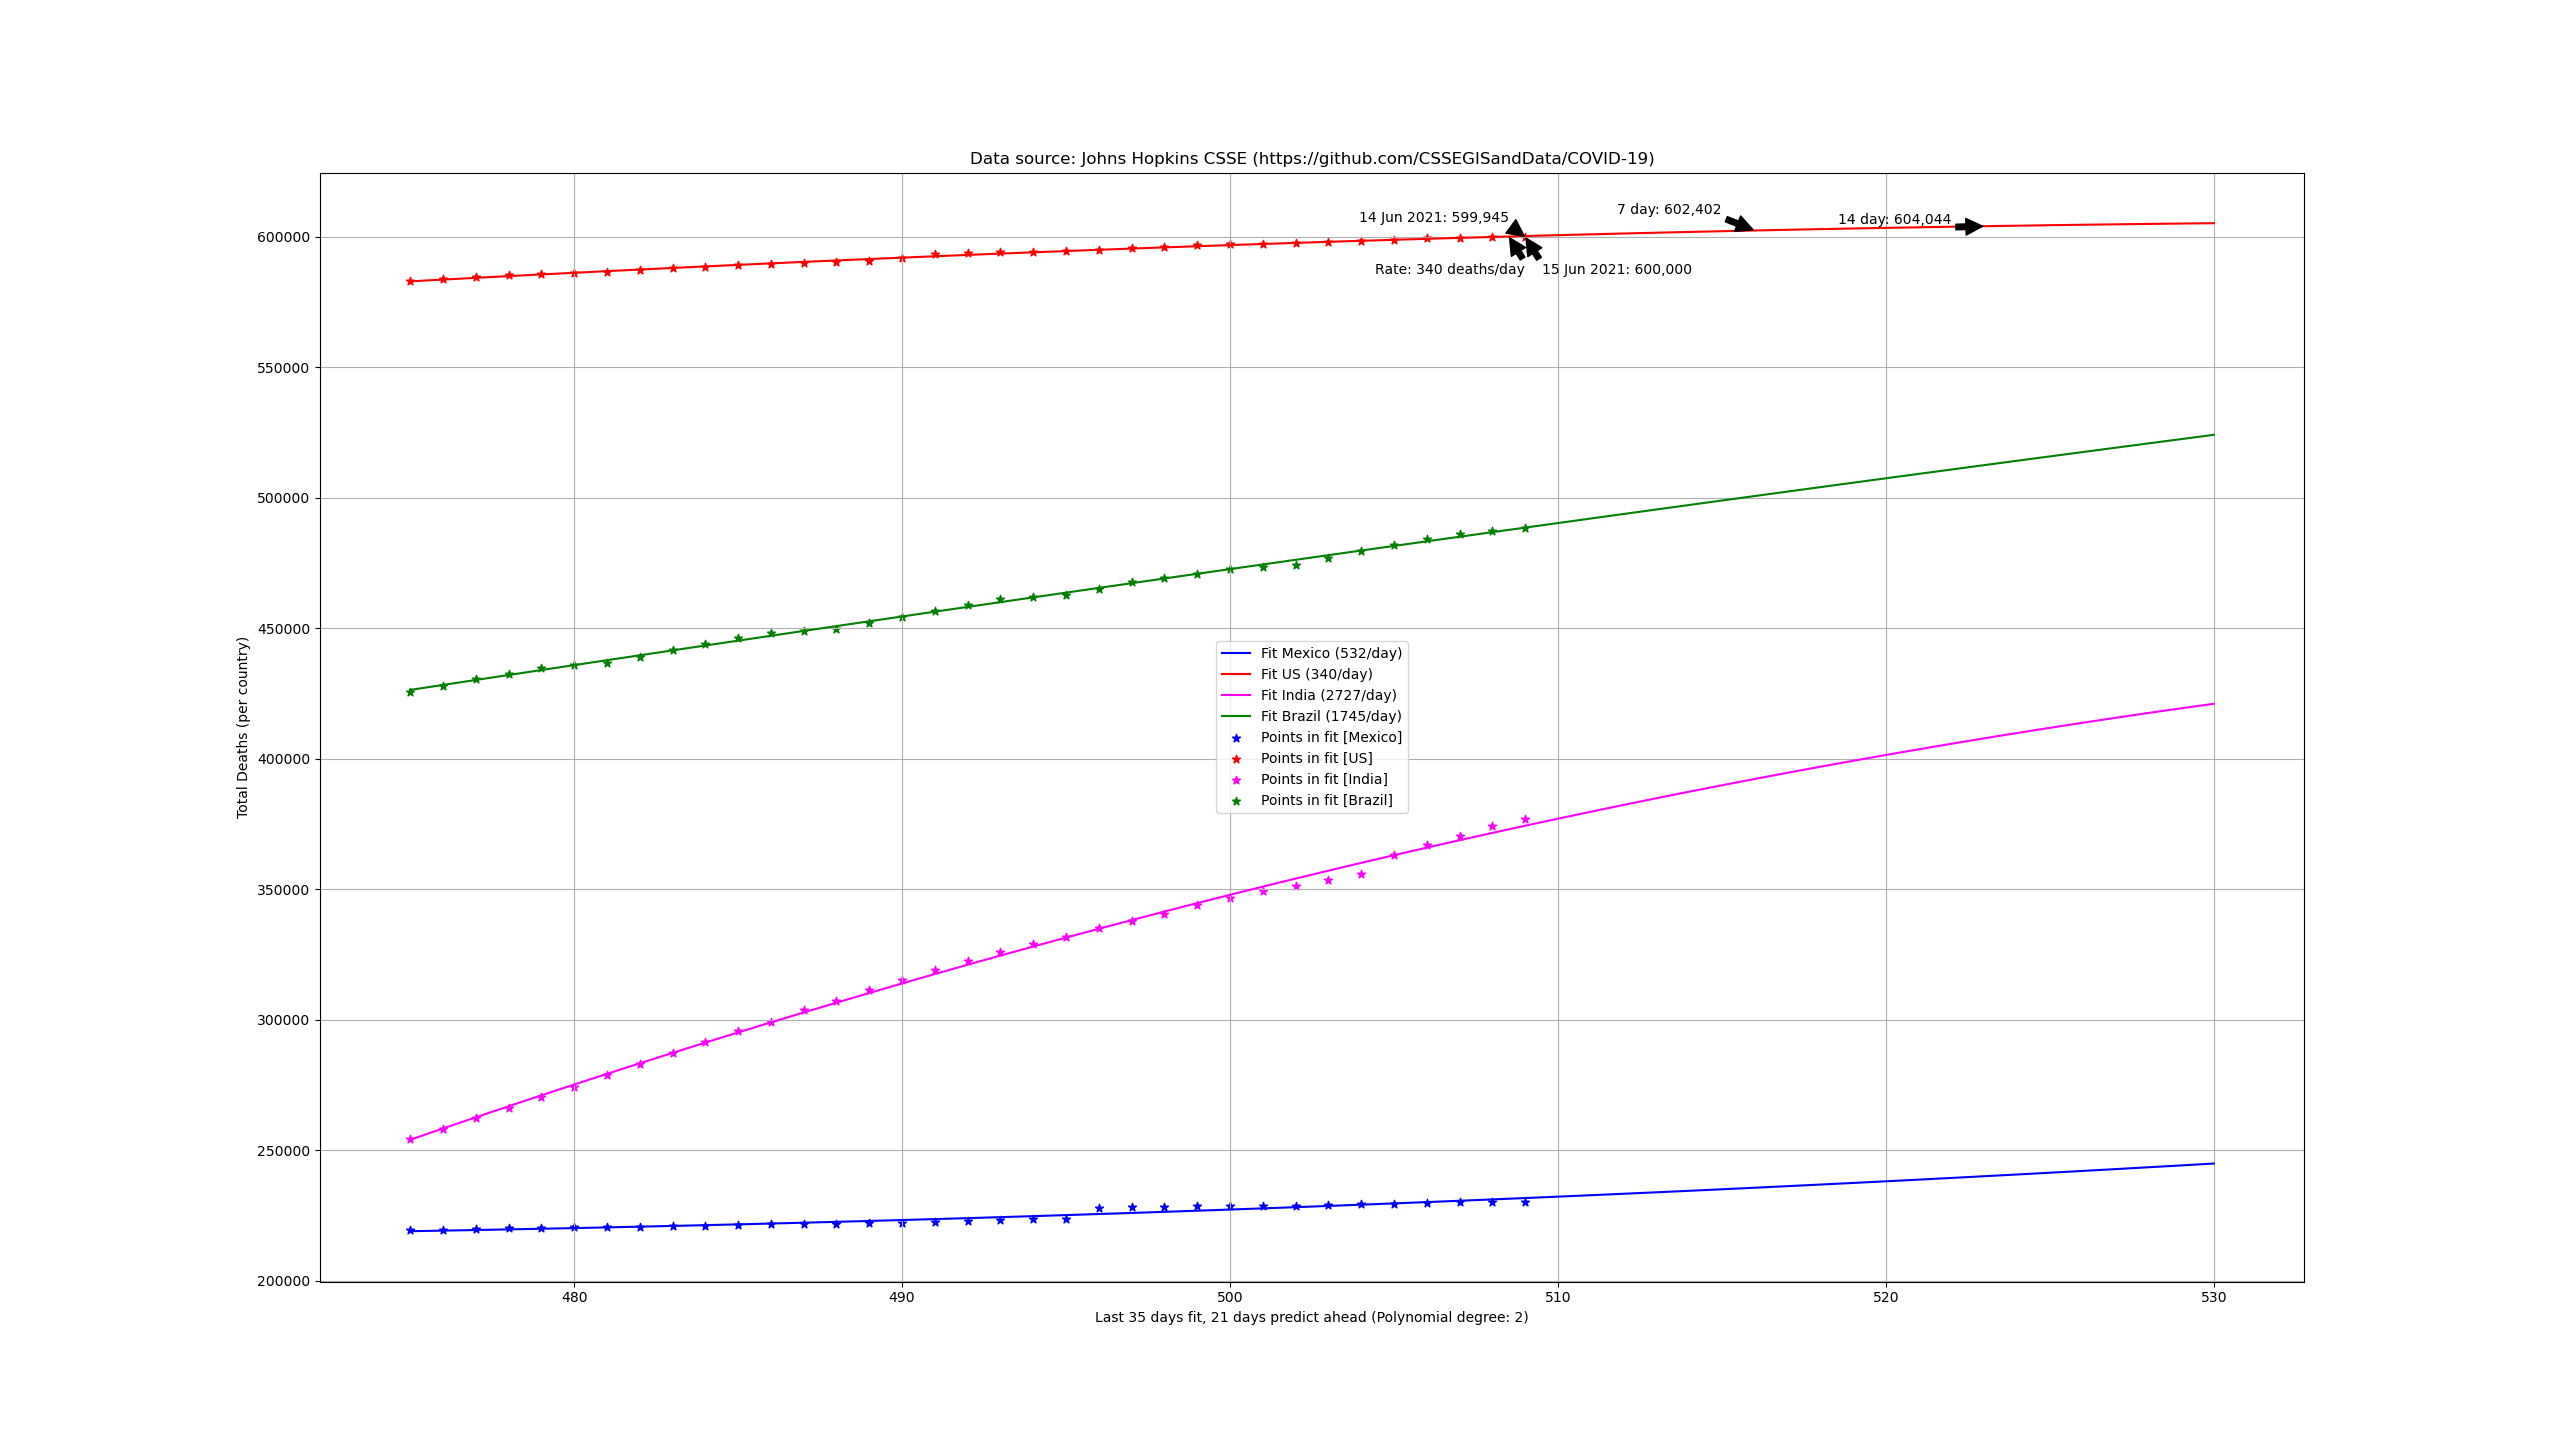 Data source: Johns Hopkins CSSE (https://github.com/CSSEGISandData/COVID-19)
14 Jun 2021: 599,945
7 day: 602,402
14 day: 604,044
Rate: 340 deaths/day
15 Jun 2021: 600,000
600000
550000
500000
450000
400000
350000
300000
250000
200000
Total Deaths (per country)
Fit Mexico (532/day)
Fit US (340/day)
Fit India (2727/day)
Fit Brazil (1745/day)
Points in fit [Mexico]
Points in fit [US]
Points in fit [India]
Points in fit [Brazil]
480 490 500 510 520 530
Last 35 days fit, 21 days predict ahead (Polynomial degree: 2)